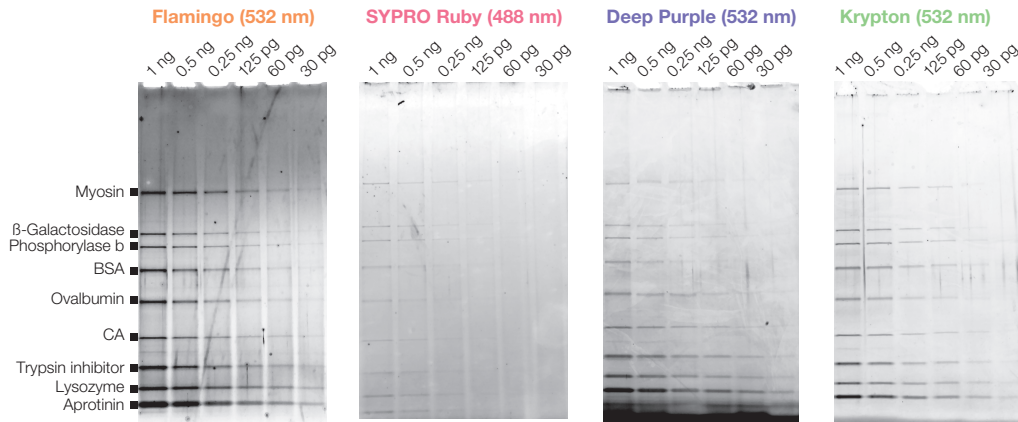 Flamingo (532 nm)
SYPRO Ruby (488 nm)
Deep Purple (532 nm)
Krypton (532 nm)
1 ng
0.5 ng
0.25 ng
125 pg
60 pg
30 pg
1 ng
0.5 ng
0.25 ng
125 pg
60 pg
30 pg
1 ng
0.5 ng
0.25 ng
125 pg
60 pg
30 pg
1 ng
0.5 ng
0.25 ng
125 pg
60 pg
30 pg
Myosin
ß-Galactosidase
Phosphorylase b
BSA
Ovalbumin
CA
Trypsin inhibitor
Lysozyme
Aprotinin